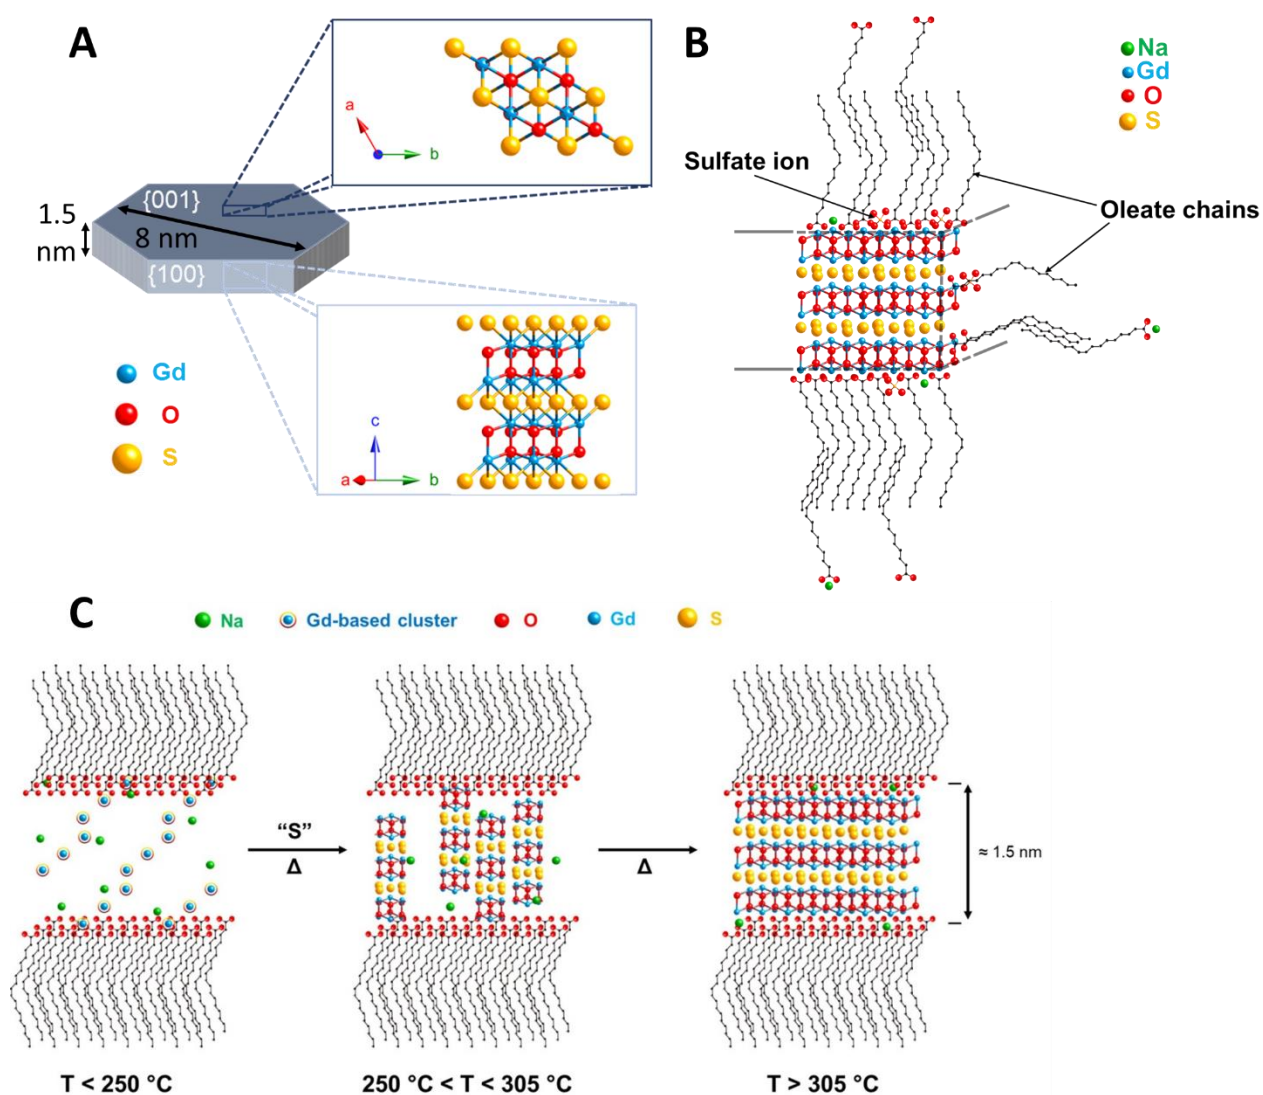 A
{001}
1.5
nm
8 nm
{100}
a
b
Gd
O
S
c
a
b
B
Na
Gd
O
S
Sulfate ion
Oleate chains
C
Na
Gd-based cluster
O
Gd
S
“S”
Δ
Δ
≈ 1.5 nm
T < 250 °C
250 °C < T < 305 °C
T > 305 °C